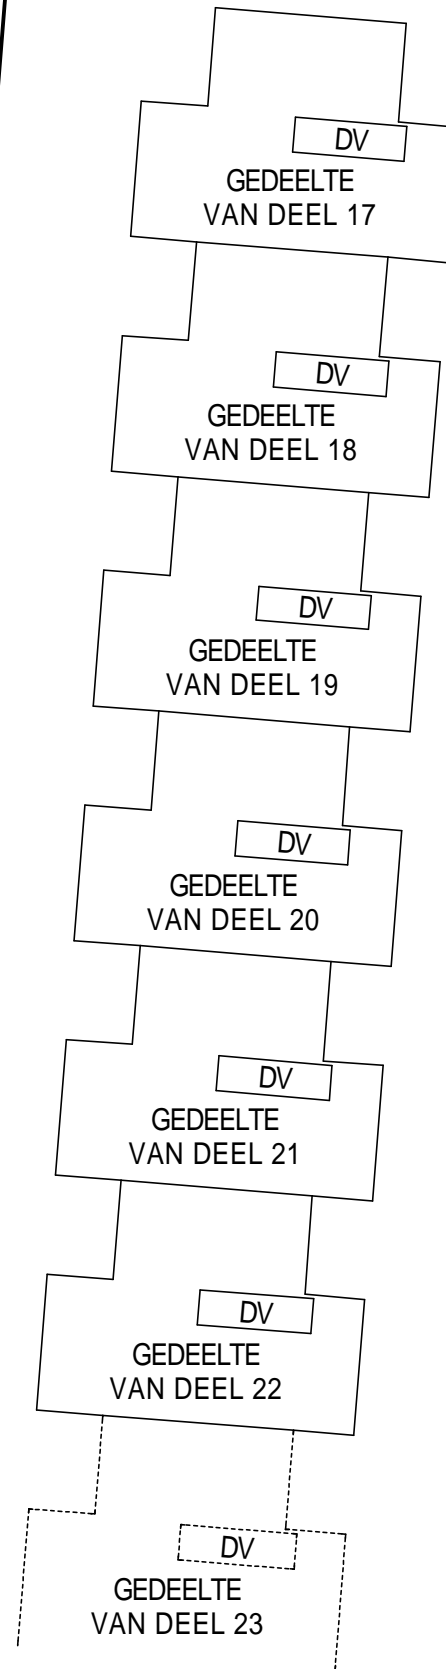 DV
GEDEELTE
VAN DEEL 17
DV
GEDEELTE
VAN DEEL 18
DV
GEDEELTE
VAN DEEL 19
DV
GEDEELTE
VAN DEEL 20
DV
GEDEELTE
VAN DEEL 21
DV
GEDEELTE
VAN DEEL 22
DV
GEDEELTE
VAN DEEL 23